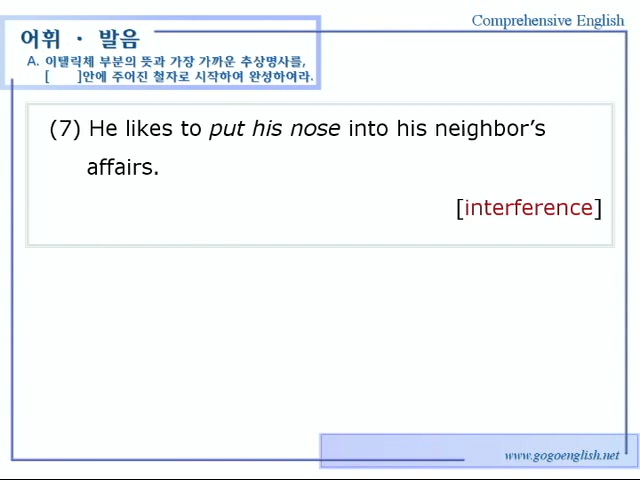 Comprehensive English
어휘 · 발음
A. 이탤릭체 부분의 뜻과 가장 가까운 추상명사를,
[ ]안에 주어진 철자로 시작하여 완성하여라.
(7) He likes to put his nose into his neighbor’s
affairs.
[interference]
www.gogoenglish.net